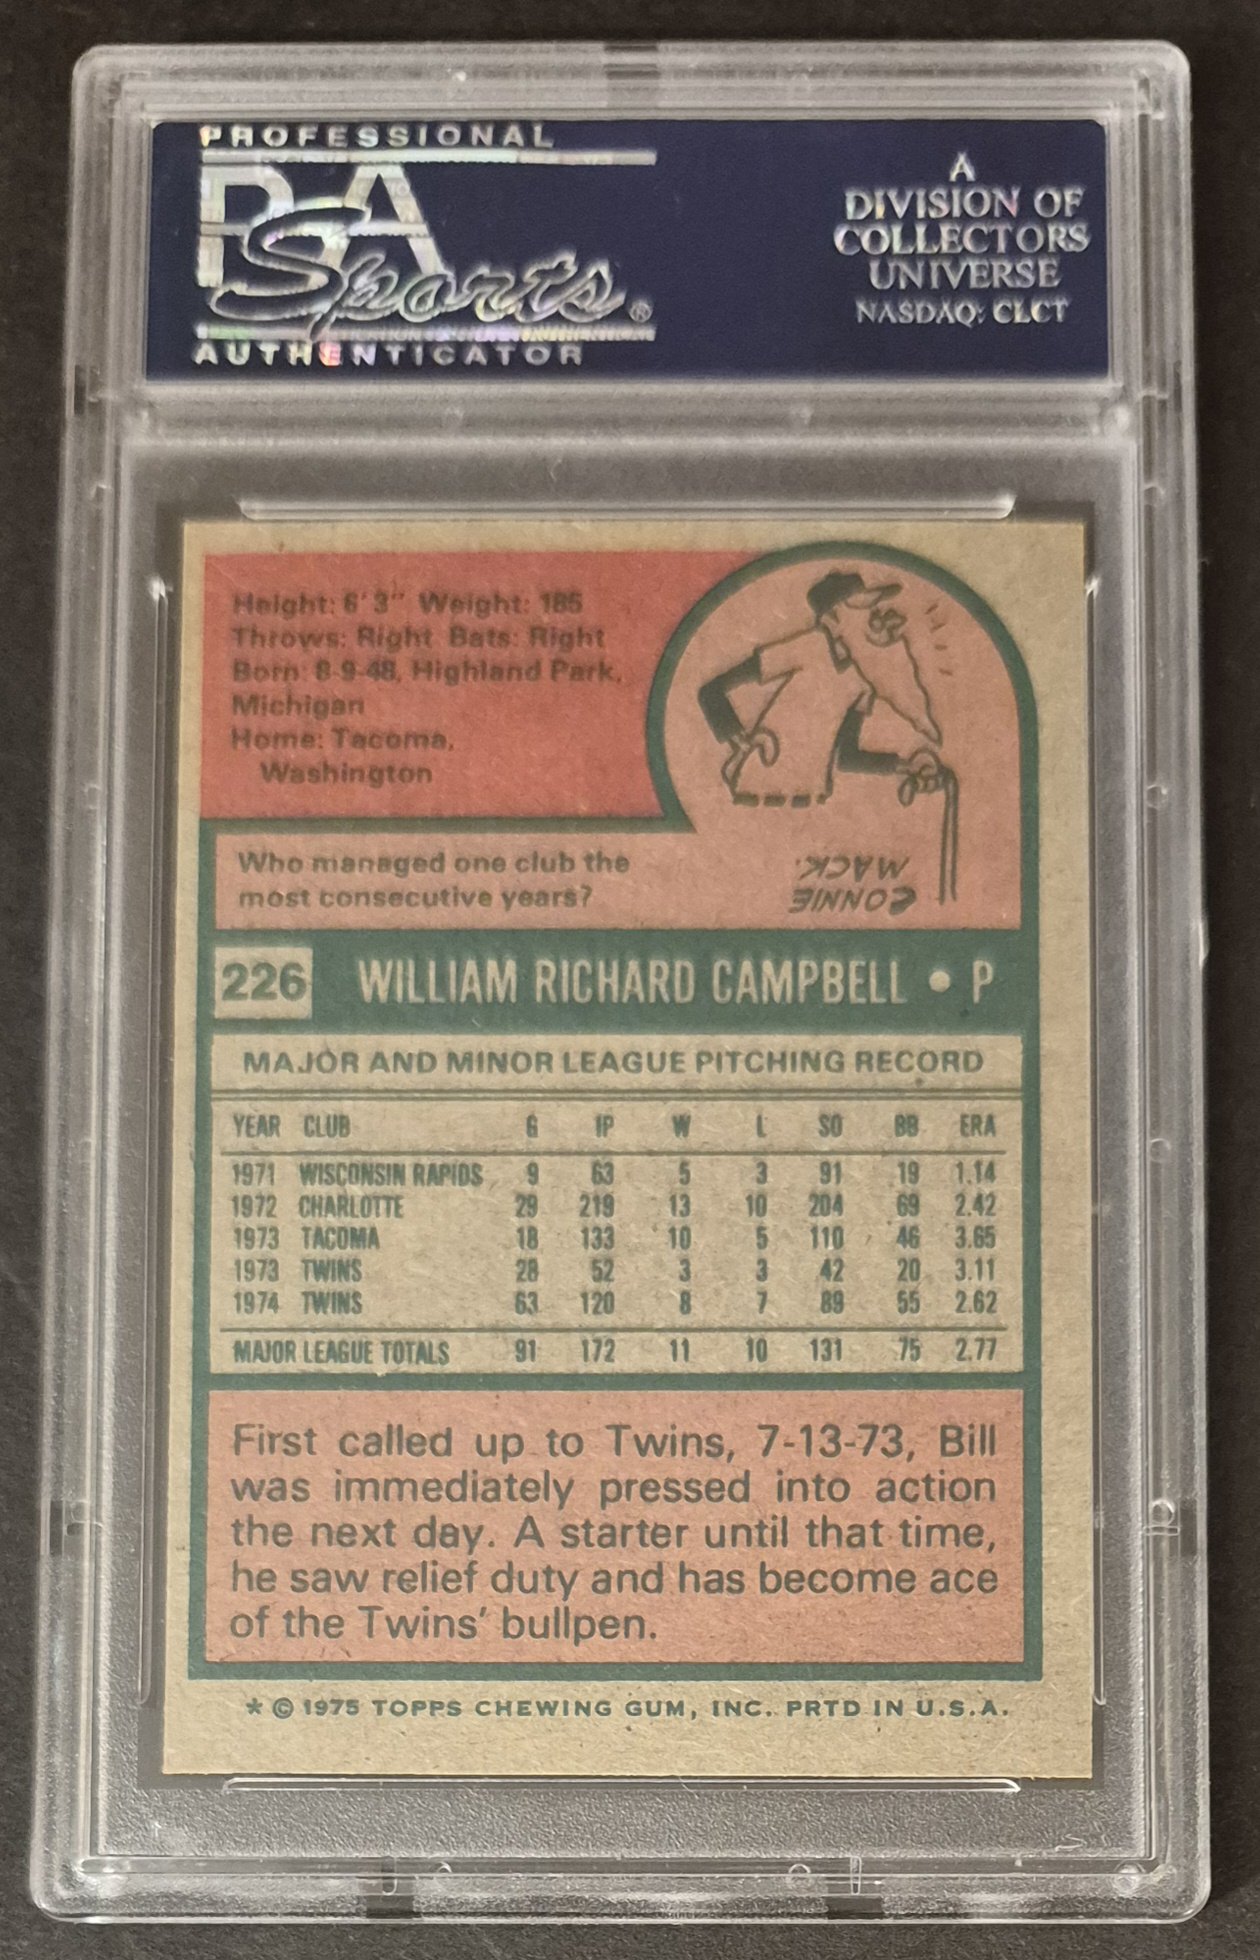 PROFESSIONAL
PSA
Sports®
AUTHENTICATOR
A
DIVISION OF
COLLECTORS
UNIVERSE
NASDAQ: CLCT
Height: 6'3" Weight: 185
Throws: Right Bats: Right
Born: 8-9-48, Highland Park,
Michigan
Home: Tacoma,
Washington
Who managed one club the
most consecutive years?
CONNIE
MACK.
226 WILLIAM RICHARD CAMPBELL • P
MAJOR AND MINOR LEAGUE PITCHING RECORD
YEAR CLUB G IP W L SO BB ERA
1971 WISCONSIN RAPIDS 9 63 5 3 91 19 1.14
1972 CHARLOTTE 29 219 13 10 204 69 2.42
1973 TACOMA 18 133 10 5 110 46 3.65
1973 TWINS 28 52 3 3 42 20 3.11
1974 TWINS 63 120 8 7 89 55 2.62
MAJOR LEAGUE TOTALS 91 172 11 10 131 75 2.77
First called up to Twins, 7-13-73, Bill
was immediately pressed into action
the next day. A starter until that time,
he saw relief duty and has become ace
of the Twins' bullpen.
* © 1975 TOPPS CHEWING GUM, INC. PRTD IN U.S.A.